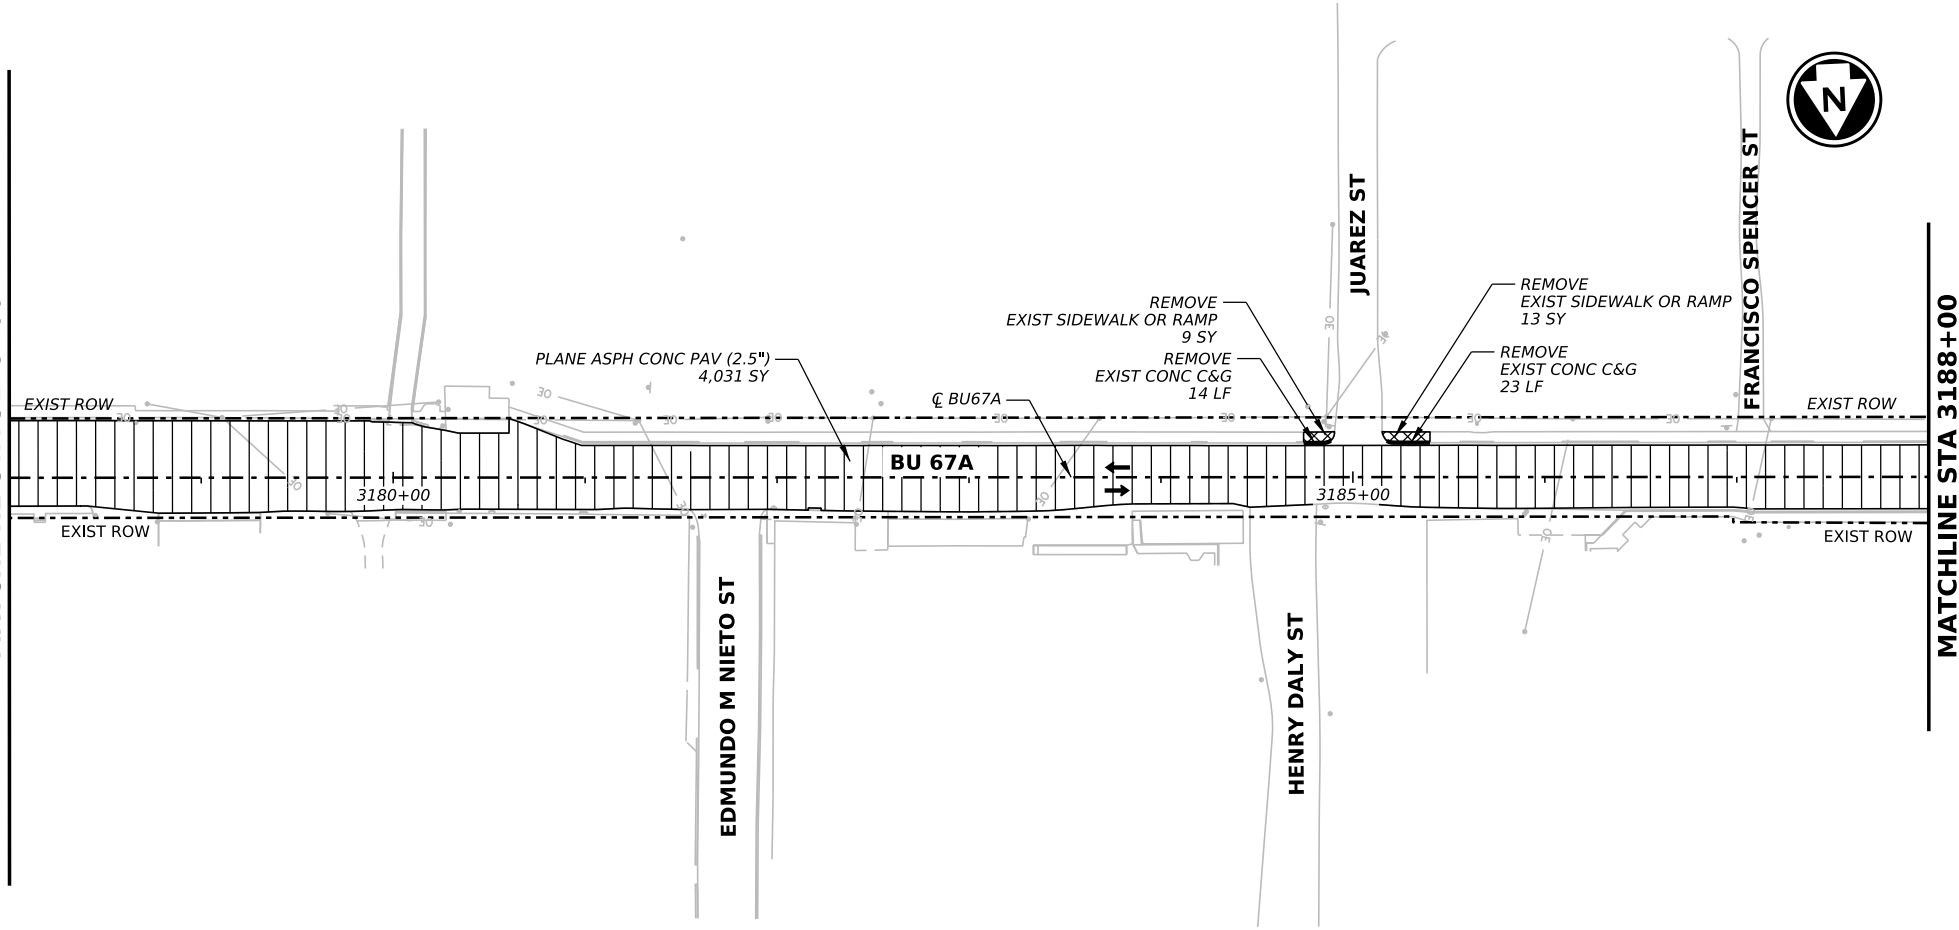 N
JUAREZ ST
FRANCISCO SPENCER ST
REMOVE
EXIST SIDEWALK OR RAMP
9 SY
REMOVE
EXIST CONC C&G
14 LF
REMOVE
EXIST SIDEWALK OR RAMP
13 SY
REMOVE
EXIST CONC C&G
23 LF
PLANE ASPH CONC PAV (2.5")
4,031 SY
℄ BU67A
EXIST ROW
EXIST ROW
BU 67A
3180+00
3185+00
EXIST ROW
EXIST ROW
MATCHLINE STA 3188+00
EDMUNDO M NIETO ST
HENRY DALY ST